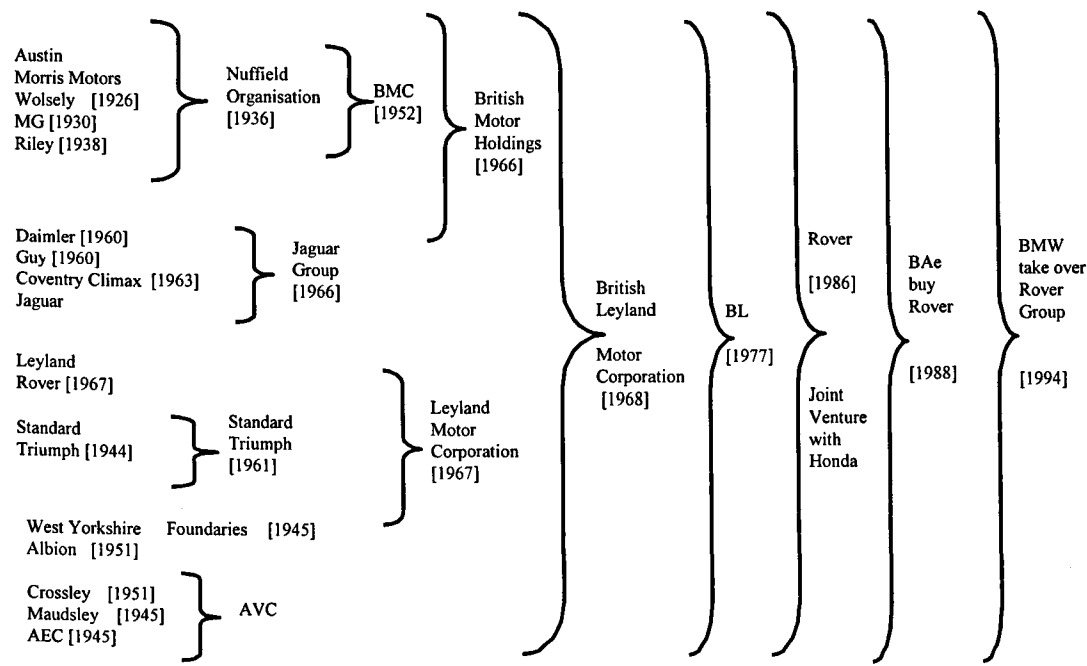 Austin
Morris Motors
Wolsely [1926]
MG [1930]
Riley [1938]
Nuffield
Organisation
[1936]
BMC
[1952]
British
Motor
Holdings
[1966]
Daimler [1960]
Guy [1960]
Coventry Climax [1963]
Jaguar
Jaguar
Group
[1966]
Leyland
Rover [1967]
Standard
Triumph [1944]
Standard
Triumph
[1961]
Leyland
Motor
Corporation
[1967]
West Yorkshire Foundaries [1945]
Albion [1951]
Crossley [1951]
Maudsley [1945]
AEC [1945]
AVC
British
Leyland
Motor
Corporation
[1968]
BL
[1977]
Rover
[1986]
Joint
Venture
with
Honda
BAe
buy
Rover
[1988]
BMW
take over
Rover
Group
[1994]